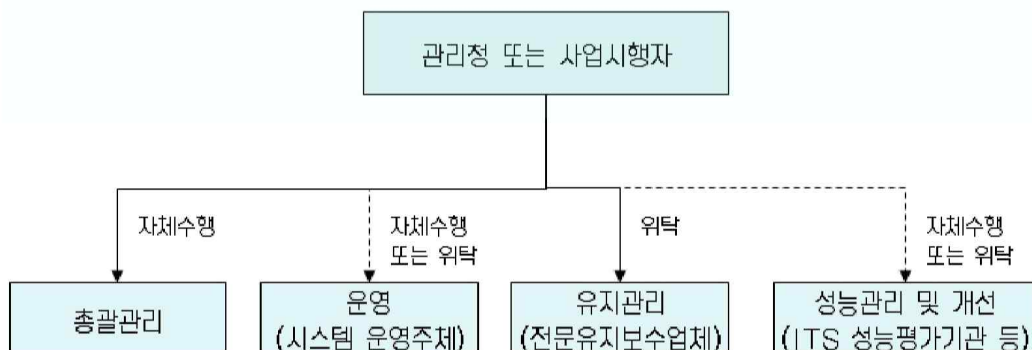 관리청 또는 사업시행자
자체수행
자체수행
또는 위탁
위탁
자체수행
또는 위탁
총괄관리
운영
(시스템 운영주체)
유지관리
(전문유지보수업체)
성능관리 및 개선
(ITS 성능평가기관 등)